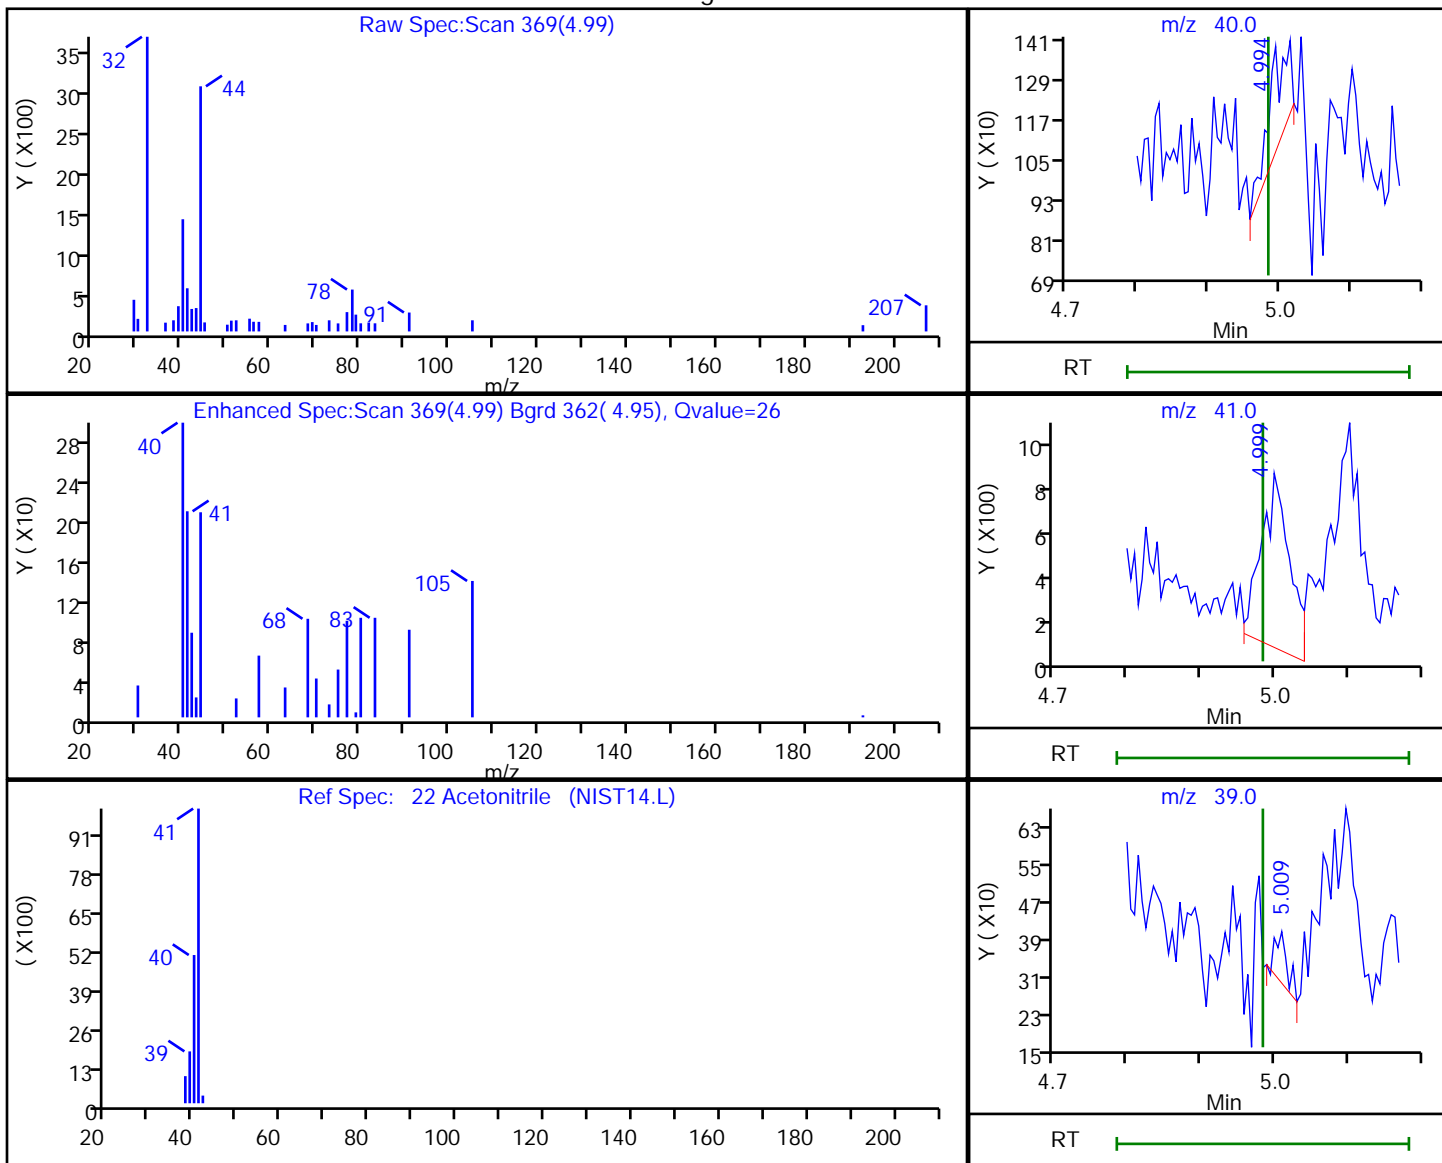 Raw Spec:Scan 369(4.99)
Y ( X100)
35
30
25
20
15
10
5
0
32
44
78
91
207
20 40 60 80 100 120 140 160 180 200
m/z
m/z 40.0
Y ( X10)
141
129
117
105
93
81
69
4.994
4.7 5.0
Min
RT
Enhanced Spec:Scan 369(4.99) Bgrd 362( 4.95), Qvalue=26
Y ( X10)
28
24
20
16
12
8
4
0
40
41
68
83
105
20 40 60 80 100 120 140 160 180 200
m/z
m/z 41.0
Y ( X100)
10
8
6
4
2
0
4.999
4.7 5.0
Min
RT
Ref Spec: 22 Acetonitrile (NIST14.L)
( X100)
91
78
65
52
39
26
13
0
41
40
39
20 40 60 80 100 120 140 160 180 200
m/z 39.0
Y ( X10)
63
55
47
39
31
23
15
5.009
4.7 5.0
Min
RT